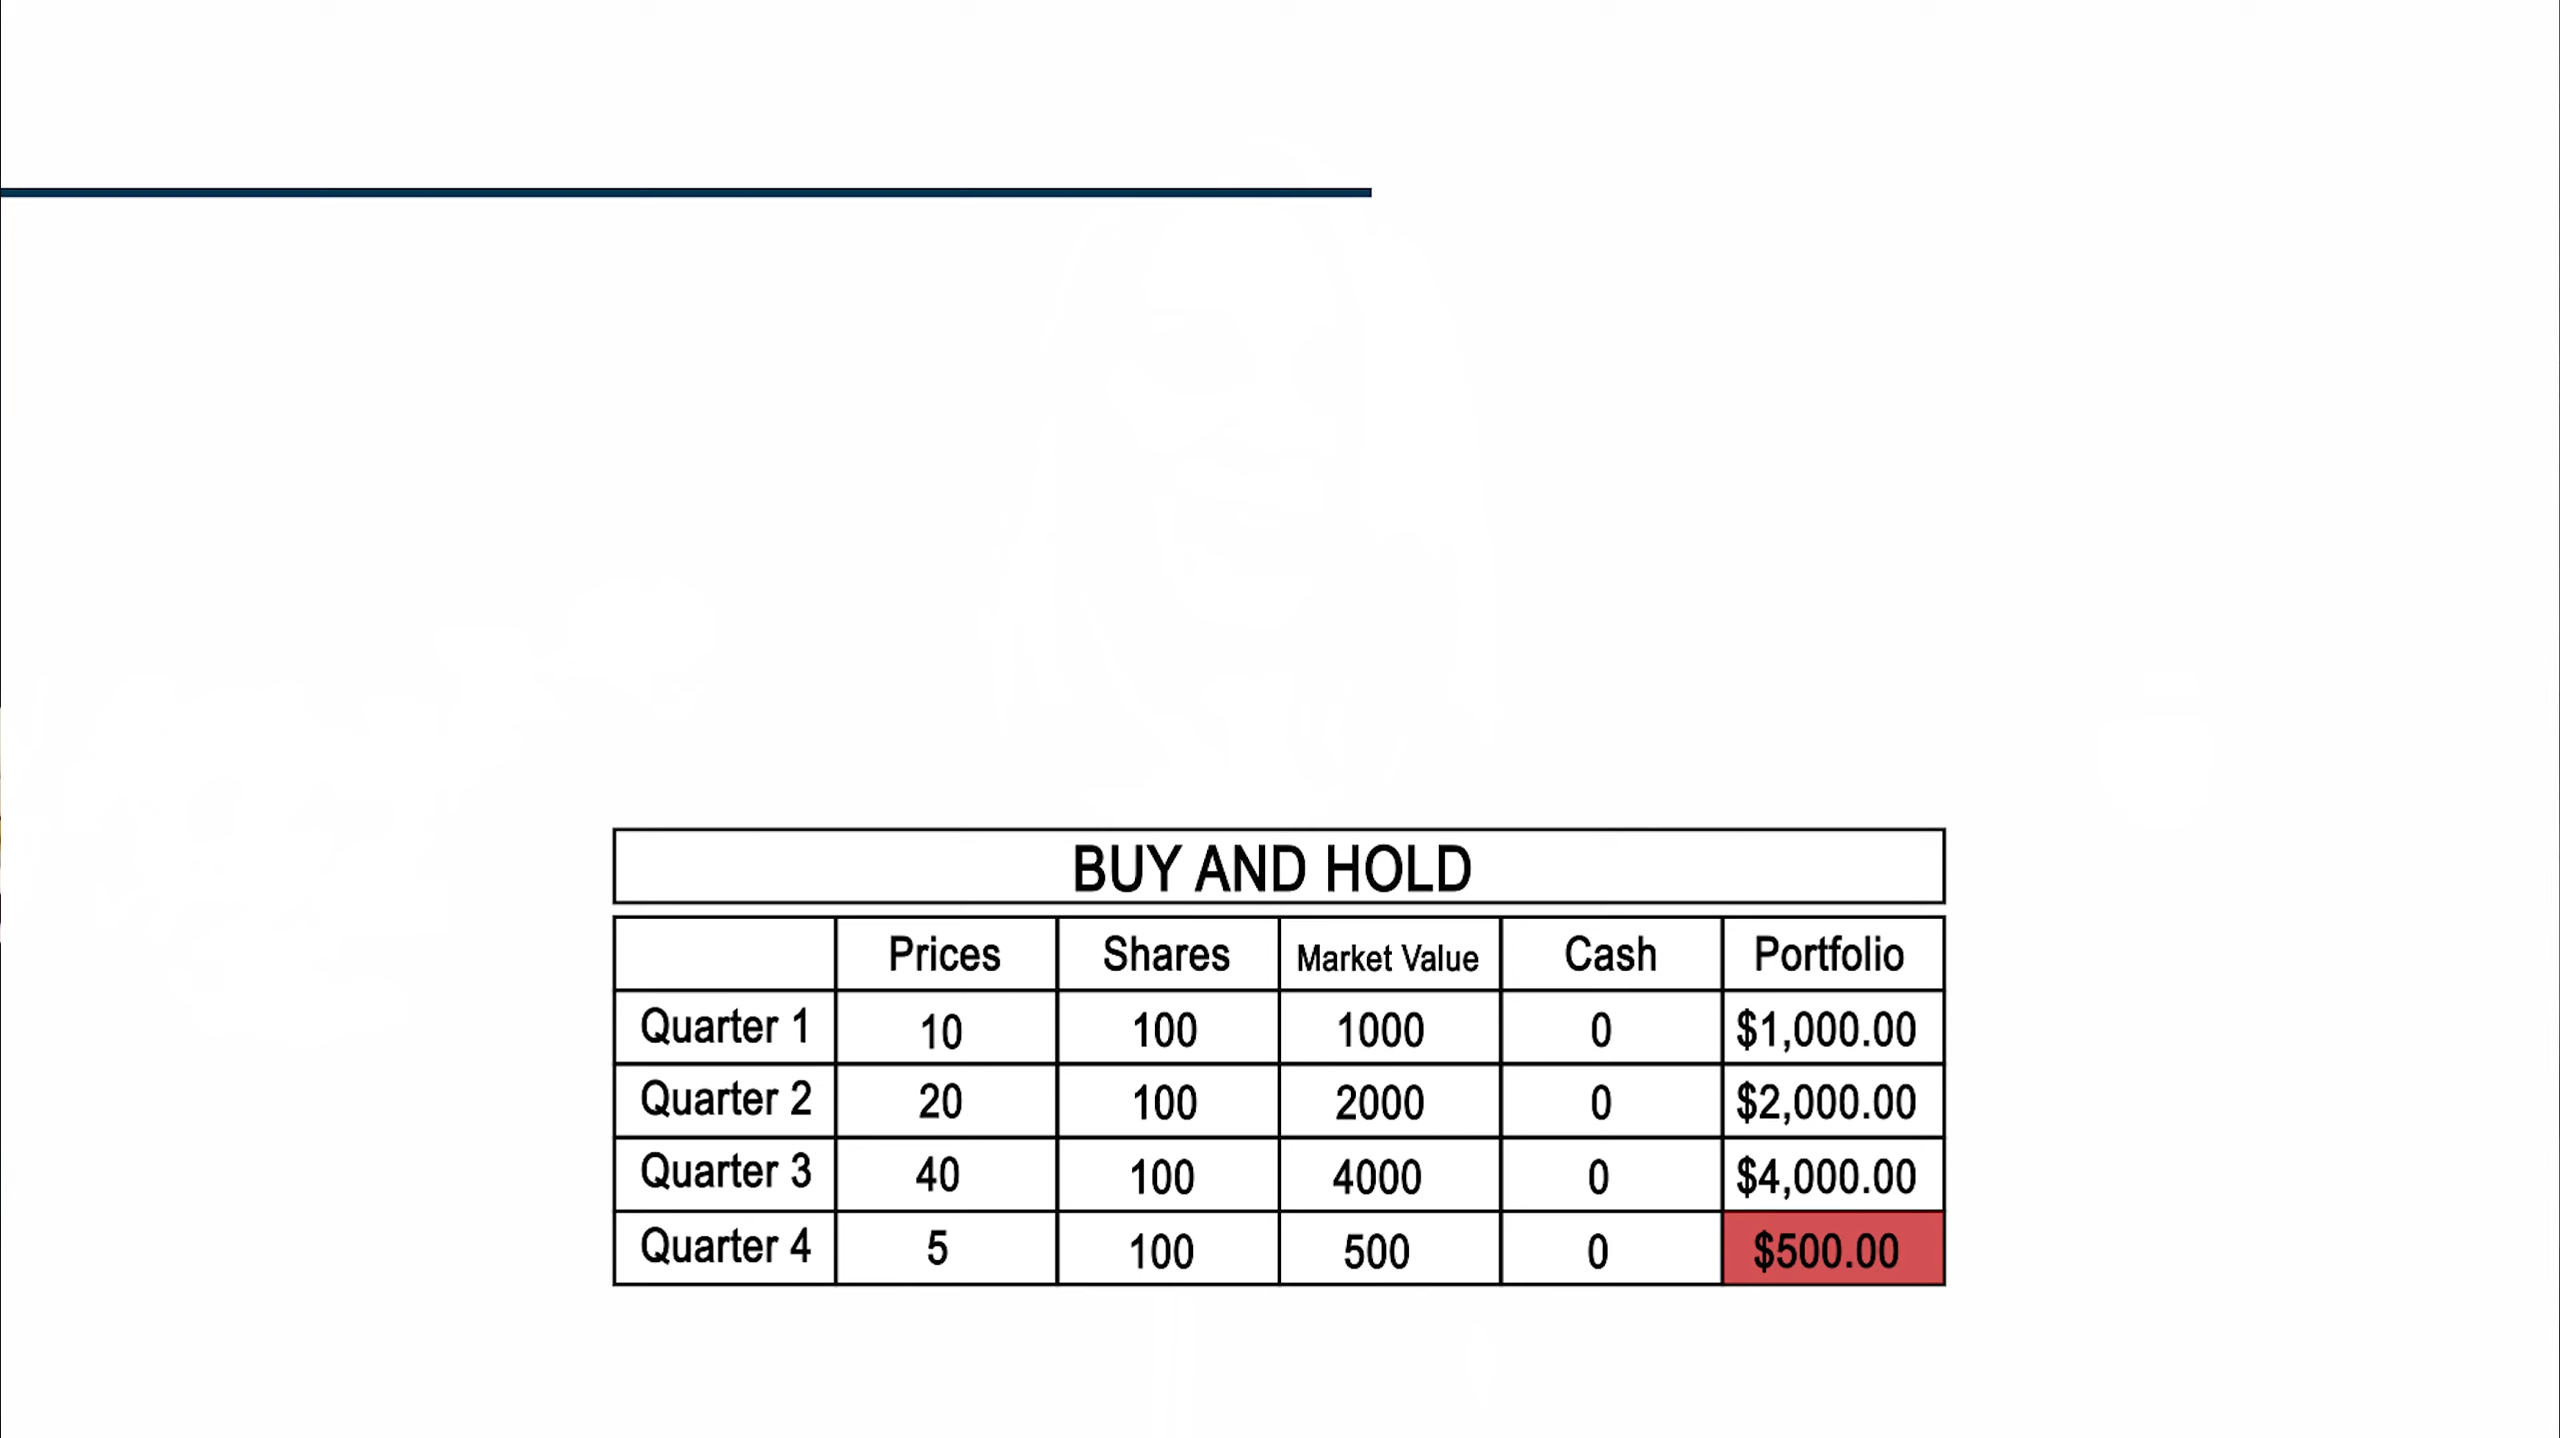 BUY AND HOLD
Prices Shares Market Value Cash Portfolio
Quarter 1 10 100 1000 0 $1,000.00
Quarter 2 20 100 2000 0 $2,000.00
Quarter 3 40 100 4000 0 $4,000.00
Quarter 4 5 100 500 0 $500.00